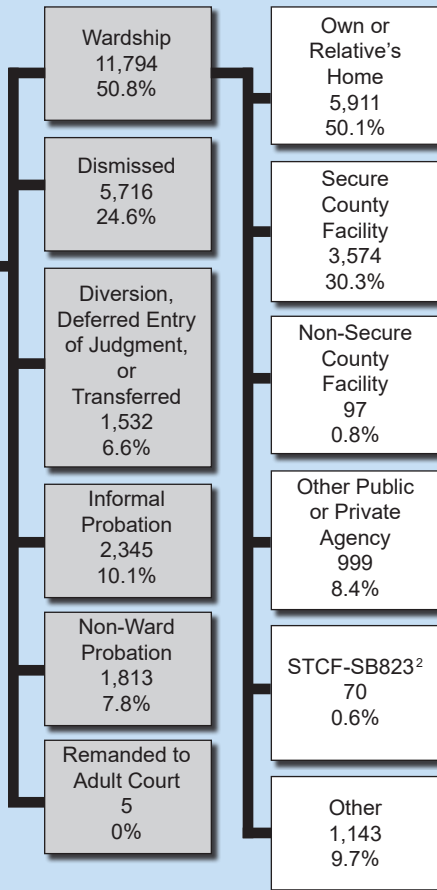 Wardship
11,794
50.8%
Dismissed
5,716
24.6%
Diversion,
Deferred Entry
of Judgment,
or
Transferred
1,532
6.6%
Informal
Probation
2,345
10.1%
Non-Ward
Probation
1,813
7.8%
Remanded to
Adult Court
5
0%
Own or
Relative's
Home
5,911
50.1%
Secure
County
Facility
3,574
30.3%
Non-Secure
County
Facility
97
0.8%
Other Public
or Private
Agency
999
8.4%
STCF-SB823²
70
0.6%
Other
1,143
9.7%